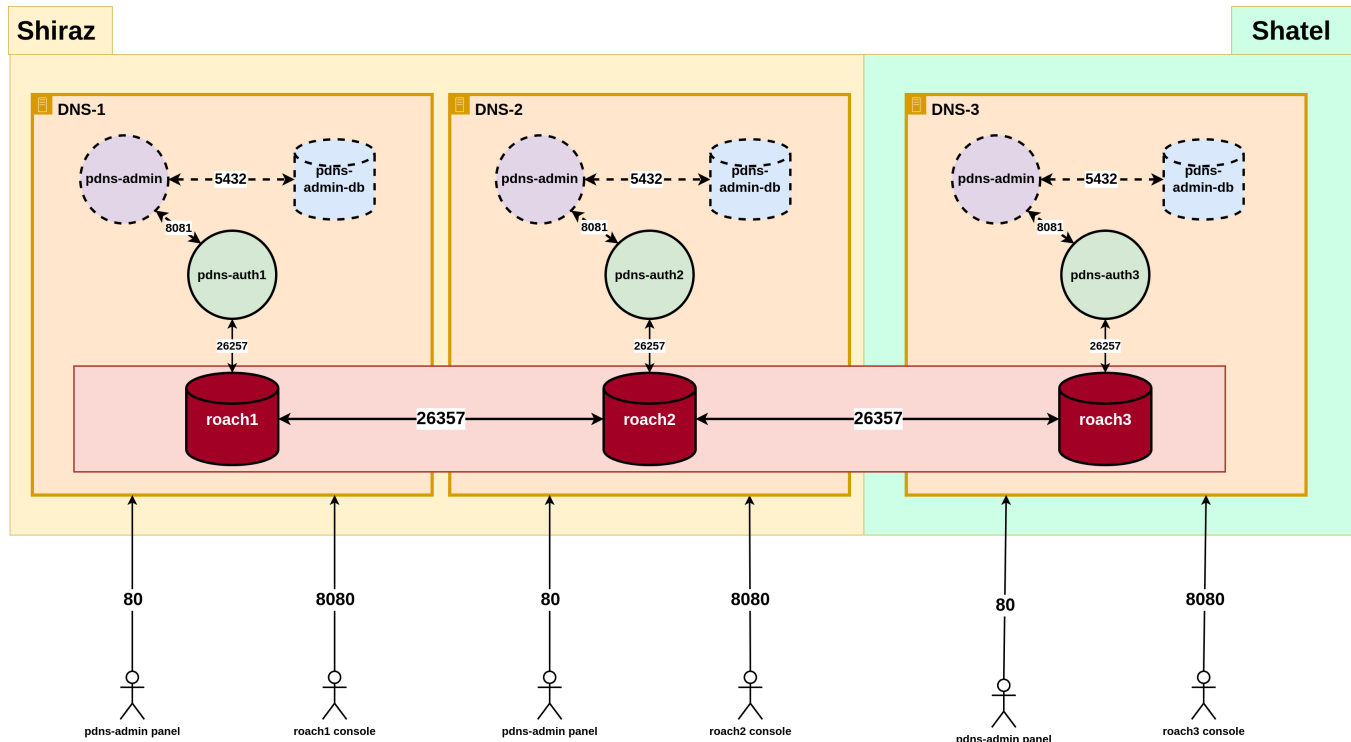 Shiraz
Shatel
DNS-1
DNS-2
DNS-3
pdns-admin
5432
pdns-
admin-db
pdns-admin
5432
pdns-
admin-db
pdns-admin
5432
pdns-
admin-db
8081
8081
8081
pdns-auth1
pdns-auth2
pdns-auth3
26257
26257
26257
roach1
26357
roach2
26357
roach3
80
8080
80
8080
80
8080
pdns-admin panel
roach1 console
pdns-admin panel
roach2 console
pdns-admin panel
roach3 console